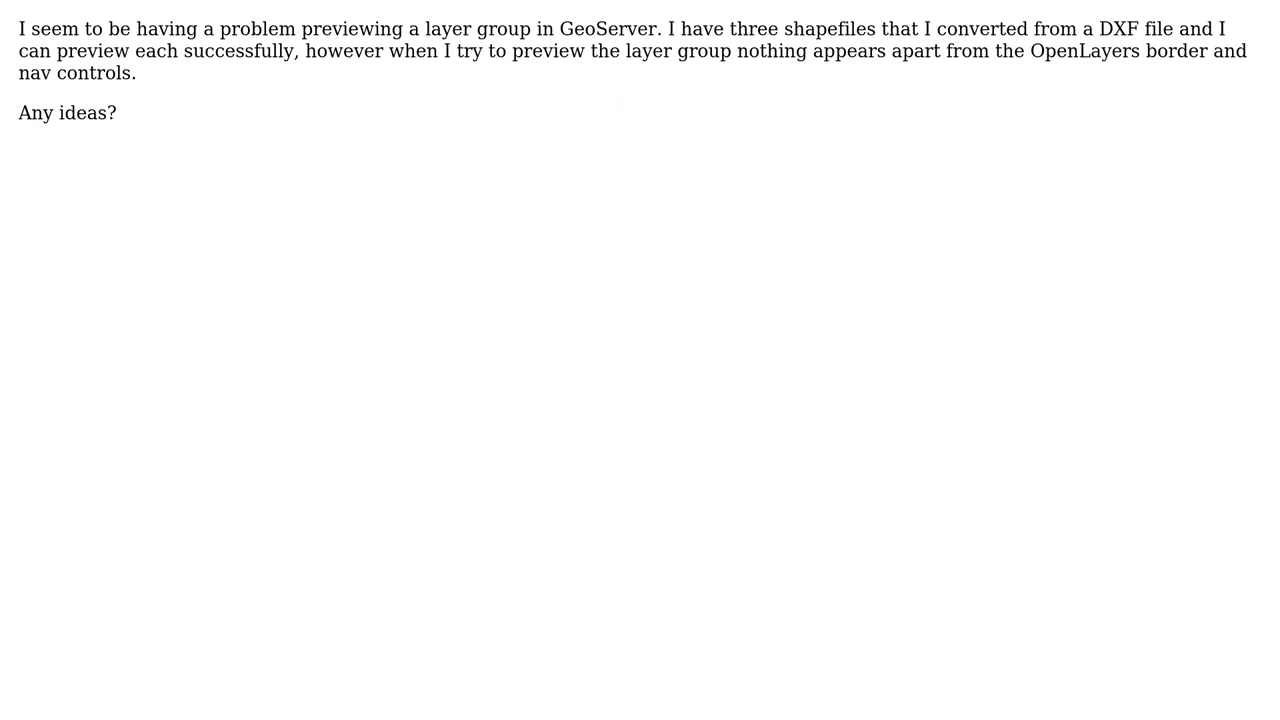 I seem to be having a problem previewing a layer group in GeoServer. I have three shapefiles that I converted from a DXF file and I
can preview each successfully, however when I try to preview the layer group nothing appears apart from the OpenLayers border and
nav controls.
Any ideas?